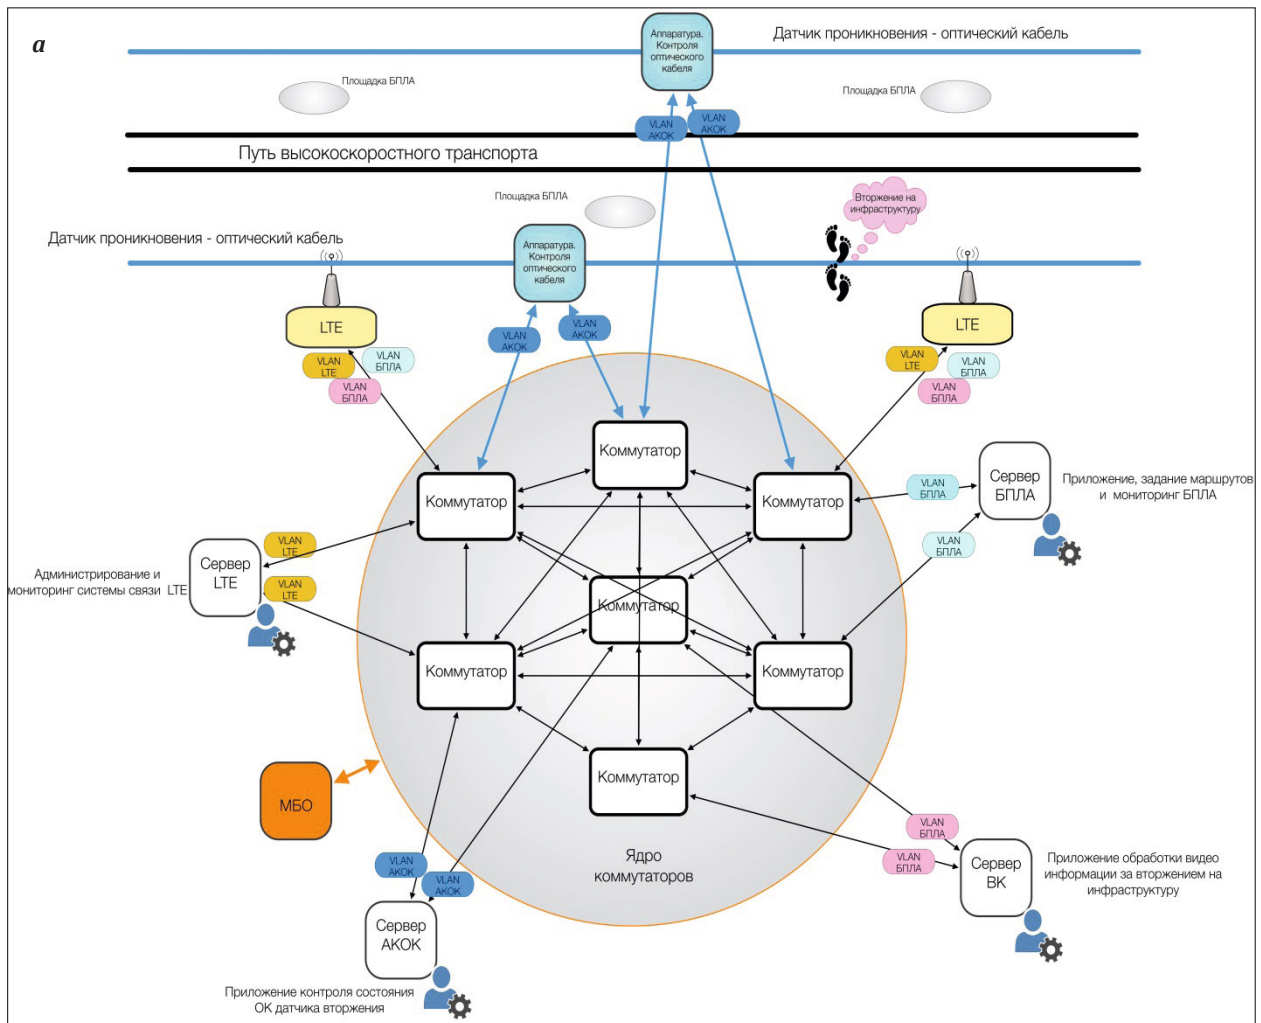 а
Аппаратура.
Контроля
оптического
кабеля
Датчик проникновения - оптический кабель
Площадка БПЛА
Площадка БПЛА
VLAN
АКОК
VLAN
АКОК
Путь высокоскоростного транспорта
Площадка БПЛА
Вторжение на
инфраструктуру
Датчик проникновения - оптический кабель
Аппаратура.
Контроля
оптического
кабеля
LTE
LTE
VLAN
АКОК
VLAN
АКОК
VLAN
LTE
VLAN
БПЛА
VLAN
БПЛА
VLAN
LTE
VLAN
БПЛА
VLAN
БПЛА
Коммутатор
Коммутатор
Коммутатор
VLAN
БПЛА
Сервер
БПЛА
Приложение, задание маршрутов
и мониторинг БПЛА
VLAN
БПЛА
VLAN
LTE
Сервер
LTE
VLAN
LTE
Администрирование и
мониторинг системы связи LTE
Коммутатор
Коммутатор
Коммутатор
Коммутатор
МБО
Ядро
коммутаторов
VLAN
БПЛА
VLAN
БПЛА
Сервер
ВК
Приложение обработки видео
информации за вторжением на
инфраструктуру
VLAN
АКОК
VLAN
АКОК
Сервер
АКОК
Приложение контроля состояния
ОК датчика вторжения